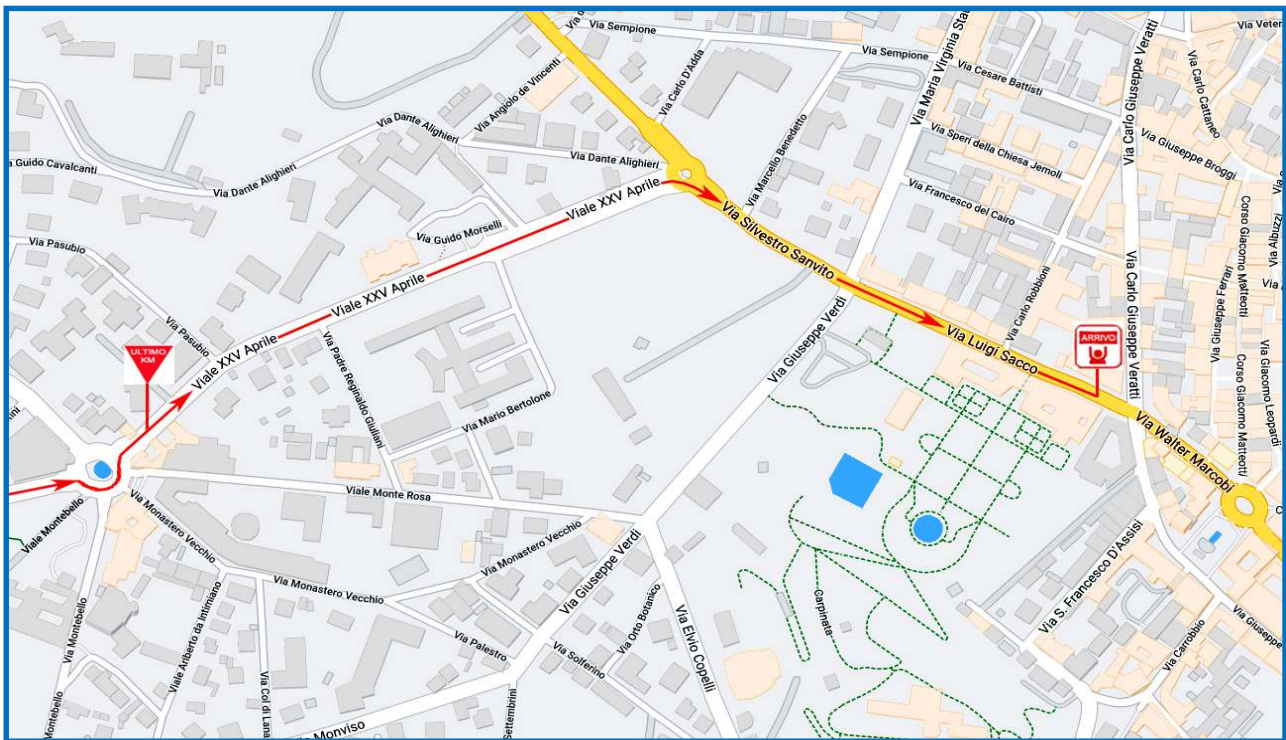 Via Sempione
Via Sempione
Via Maria Virginia Stau
Via Carlo Giuseppe Veratti
Via Veter
Via Carlo Cattaneo
Via Carlo D'Adda
Via Angiolo de Vincenti
Via Cesare Battisti
Via Dante Alighieri
Via Marcello Benedetto
Via Speri della Chiesa Jemoli
Via Giuseppe Broggi
Via Dante Alighieri
a Guido Cavalcanti
Via Dante Alighieri
Viale XXV Aprile
Via Francesco del Cairo
Corso Giacomo Matteotti
Via Albuzzi
Via Guido Morselli
Via Silvestro Sanvito
Via Pasubio
Viale XXV Aprile
Via Carlo Robbioni
Via Carlo Giuseppe Veratti
Via Giuseppe Ferrari
Via Pasubio
Via Giuseppe Verdi
Via Luigi Sacco
ARRIVO
ULTIMO
KM
Viale XXV Aprile
Via Padre Reginaldo Giuliani
Corso Giacomo Matteotti
Via Giacomo Leopardi
Via Mario Bertolone
Via Walter Marcobi
Viale Monte Rosa
Viale Montebello
Via Monastero Vecchio
Via Monastero Vecchio
Via Giuseppe Verdi
Via S. Francesco D'Assisi
Via Monastero Vecchio
Carpinata
Via Montebello
Viale Ariberto da Intimiano
Via Palestro
Via Orto Botanico
Via Elvio Copelli
Via Carrobbio
Via Giuseppe
Via Col di Lana
Via Solferino
Montebello
Settembrini
Monviso